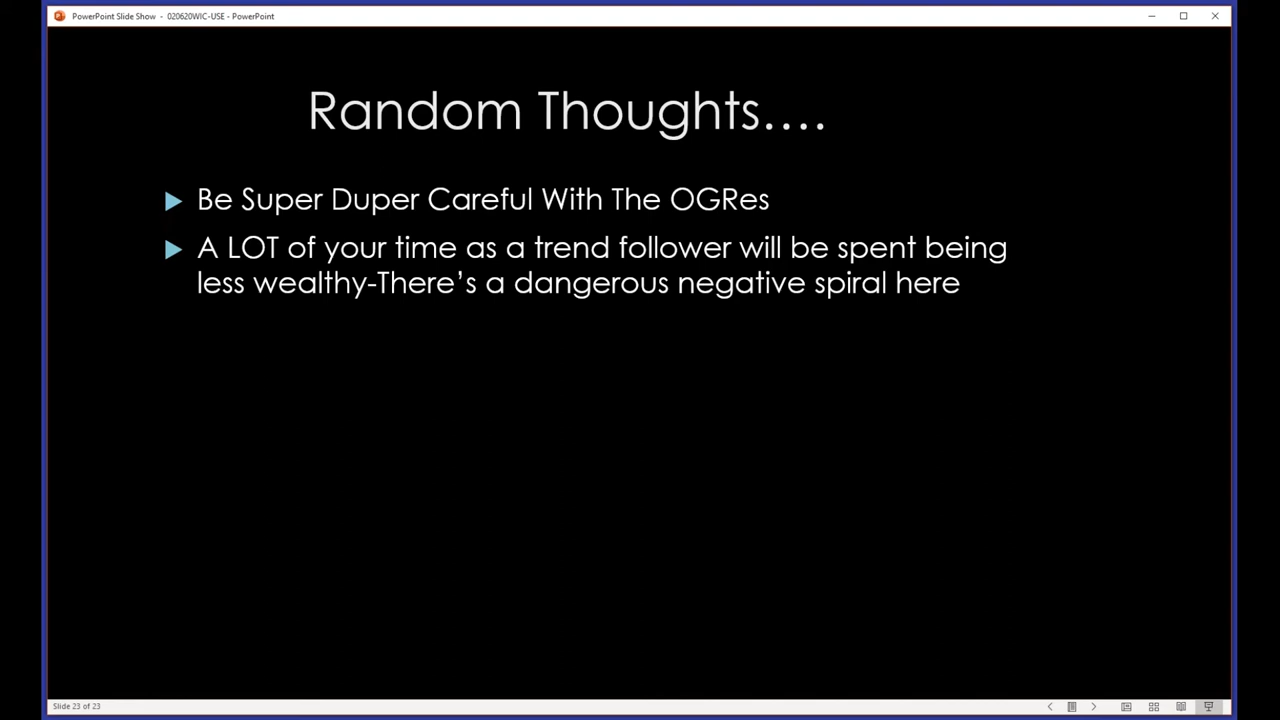 PowerPoint Slide Show - 020620WIC-USE - PowerPoint
Random Thoughts....
Be Super Duper Careful With The OGRes
A LOT of your time as a trend follower will be spent being
less wealthy-There's a dangerous negative spiral here
Slide 23 of 23